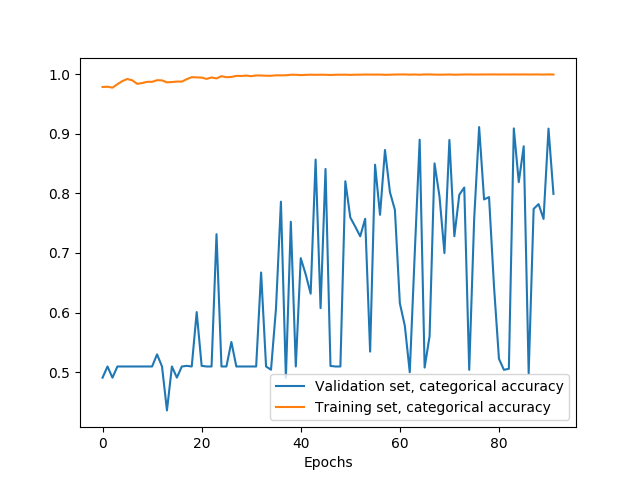 1.0
0.9
0.8
0.7
0.6
0.5
Validation set, categorical accuracy
Training set, categorical accuracy
0 20 40 60 80
Epochs